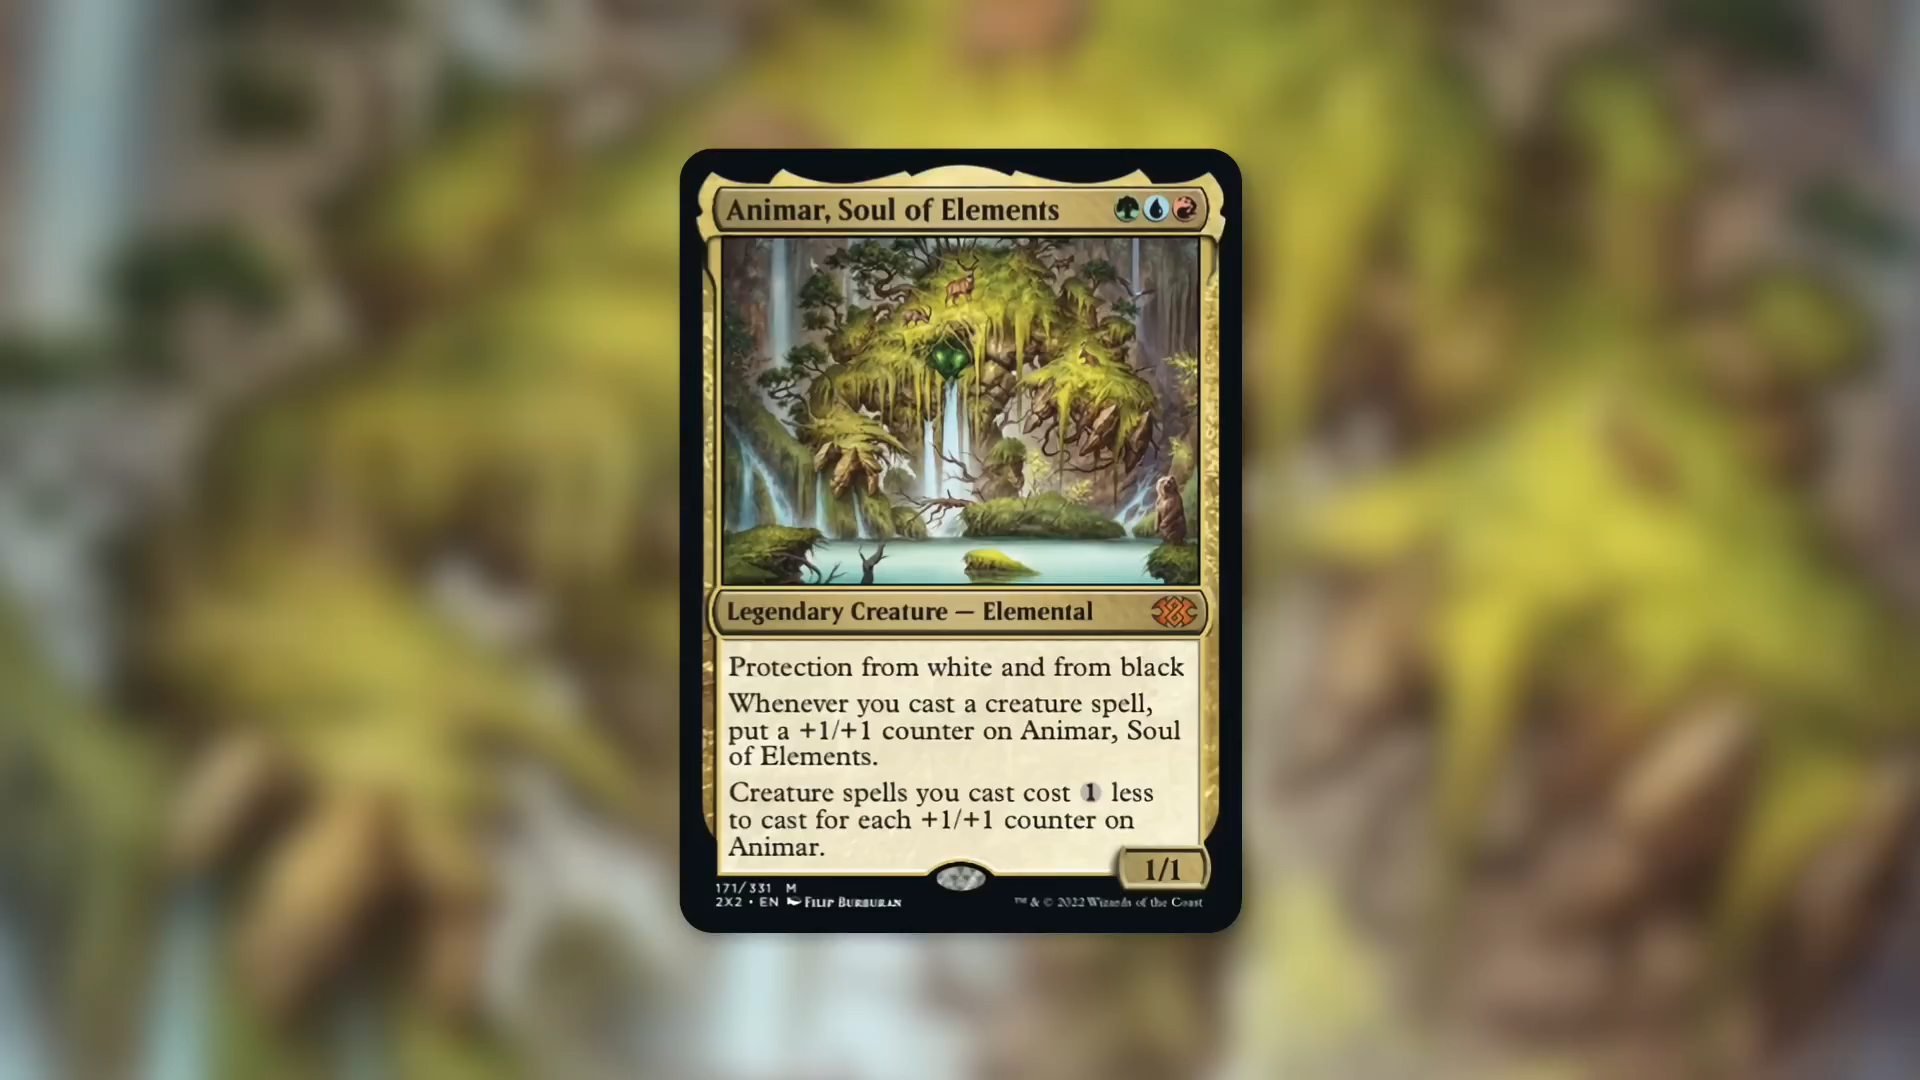 Animar, Soul of Elements
Legendary Creature — Elemental
Protection from white and from black
Whenever you cast a creature spell,
put a +1/+1 counter on Animar, Soul
of Elements.
Creature spells you cast cost 1 less
to cast for each +1/+1 counter on
Animar.
1/1
171/331 M
2X2 • EN Filip Burburan
™ & © 2022 Wizards of the Coast